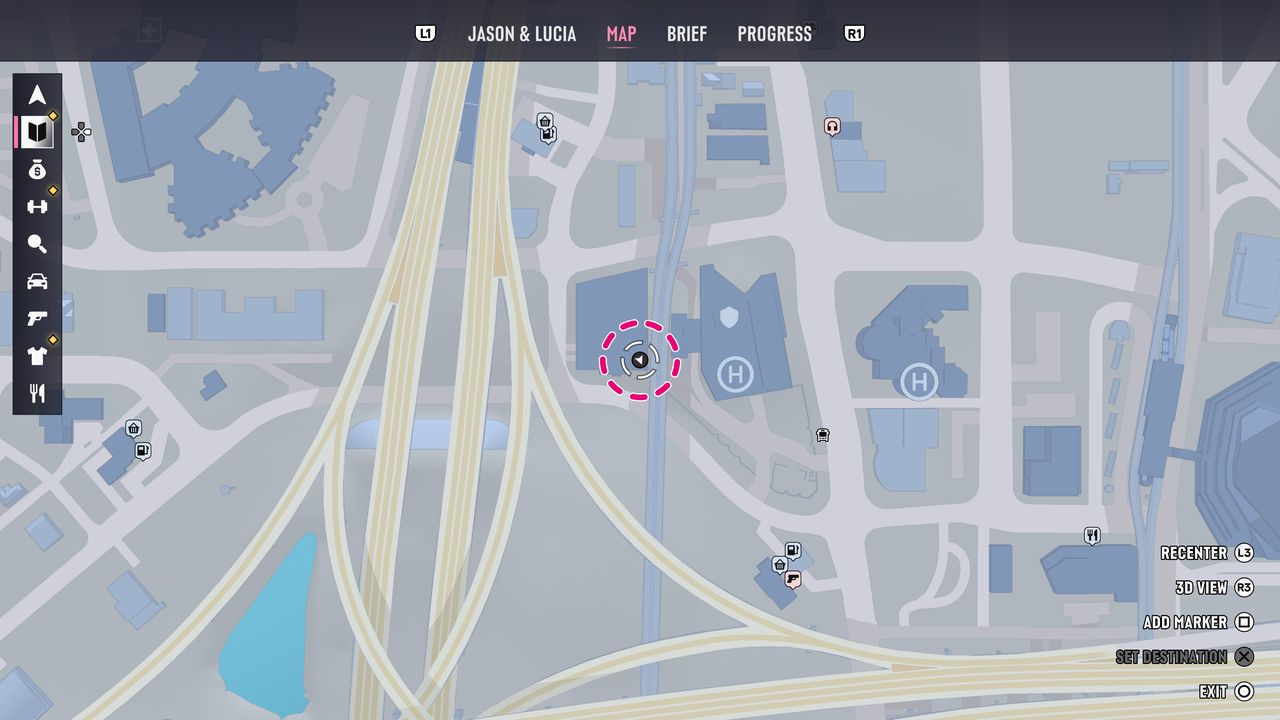 L1 JASON & LUCIA MAP BRIEF PROGRESS R1
H
H
RECENTER L3
3D VIEW R3
ADD MARKER
SET DESTINATION
EXIT